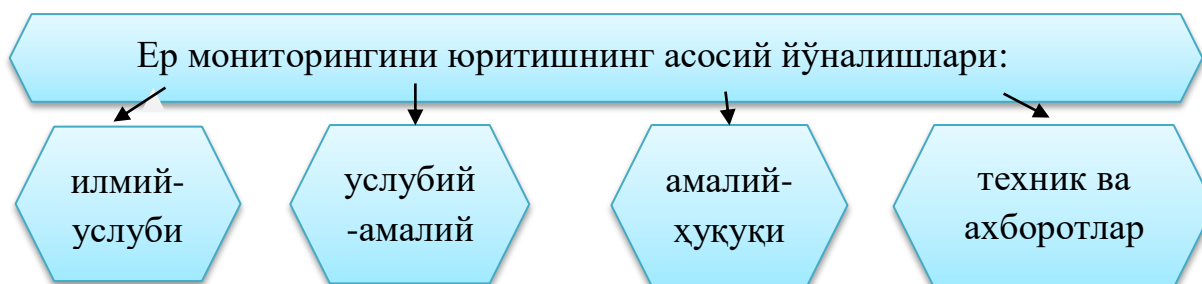 Ер мониторингини юритишнинг асосий йўналишлари:
илмий-
услуби
услубий
-амалий
амалий-
ҳуқуқи
техник ва
ахборотлар